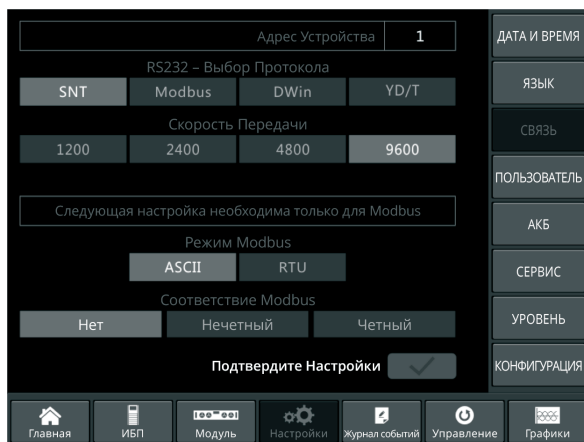 Адрес Устройства 1
RS232 – Выбор Протокола
SNT Modbus DWin YD/T
Скорость Передачи
1200 2400 4800 9600
Следующая настройка необходима только для Modbus
Режим Modbus
ASCII RTU
Соответствие Modbus
Нет Нечетный Четный
Подтвердите Настройки
ДАТА И ВРЕМЯ
ЯЗЫК
СВЯЗЬ
ПОЛЬЗОВАТЕЛЬ
АКБ
СЕРВИС
УРОВЕНЬ
КОНФИГУРАЦИЯ
Главная ИБП Модуль Настройки Журнал событий Управление Графики